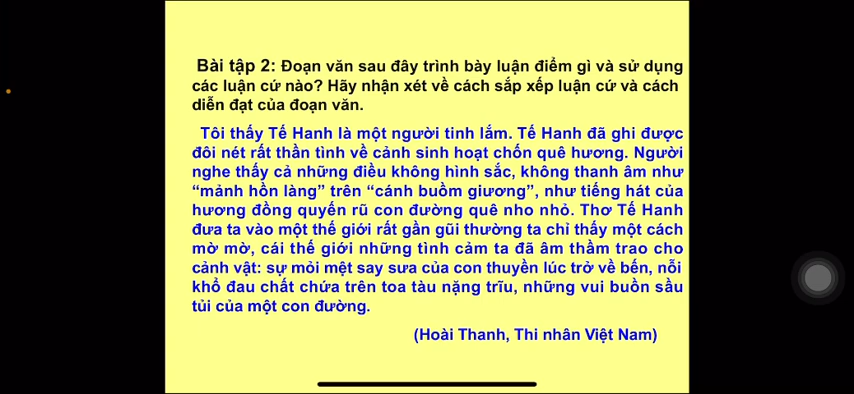 Bài tập 2: Đoạn văn sau đây trình bày luận điểm gì và sử dụng
các luận cứ nào? Hãy nhận xét về cách sắp xếp luận cứ và cách
diễn đạt của đoạn văn.
Tôi thấy Tế Hanh là một người tinh lắm. Tế Hanh đã ghi được
đôi nét rất thần tình về cảnh sinh hoạt chốn quê hương. Người
nghe thấy cả những điều không hình sắc, không thanh âm như
“mảnh hồn làng” trên “cánh buồm giương”, như tiếng hát của
hương đồng quyến rũ con đường quê nho nhỏ. Thơ Tế Hanh
đưa ta vào một thế giới rất gần gũi thường ta chỉ thấy một cách
mờ mờ, cái thế giới những tình cảm ta đã âm thầm trao cho
cảnh vật: sự mỏi mệt say sưa của con thuyền lúc trở về bến, nỗi
khổ đau chất chứa trên toa tàu nặng trĩu, những vui buồn sầu
tủi của một con đường.
(Hoài Thanh, Thi nhân Việt Nam)